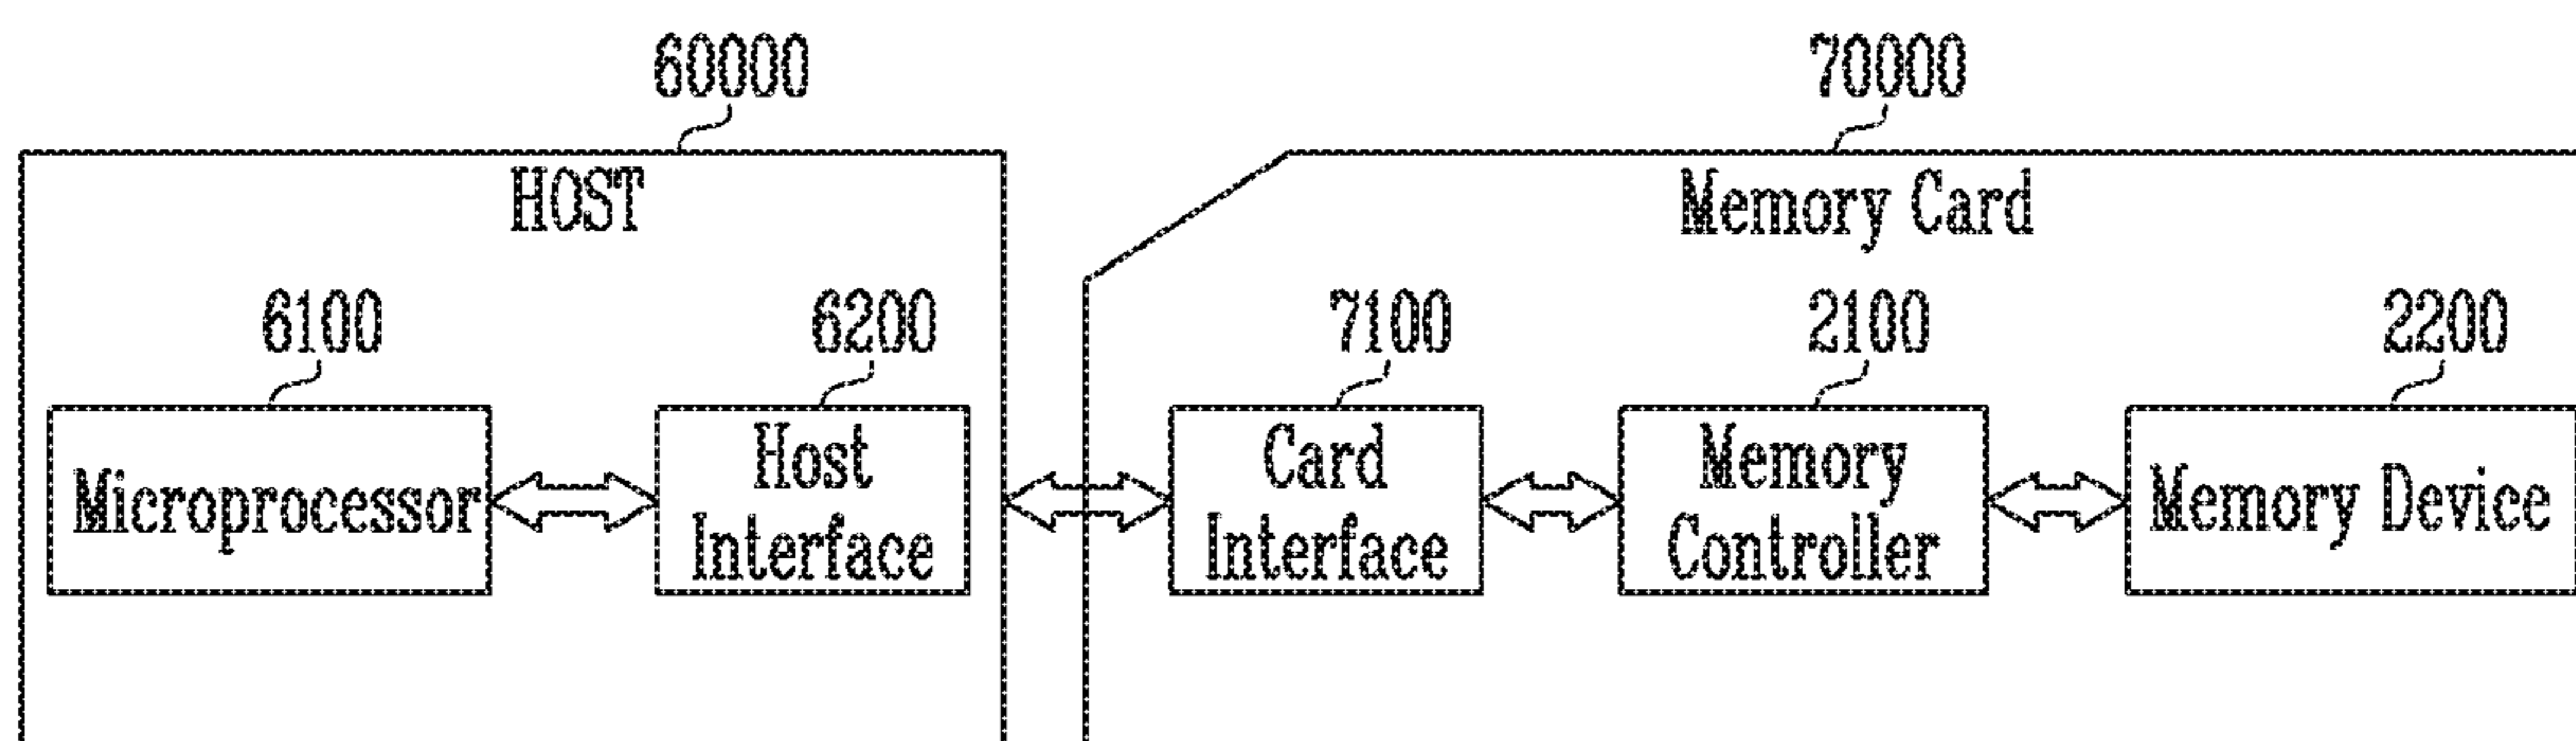 60000
70000
HOST
Memory Card
6100
6200
7100
2100
2200
Microprocessor
Host
Interface
Card
Interface
Memory
Controller
Memory Device